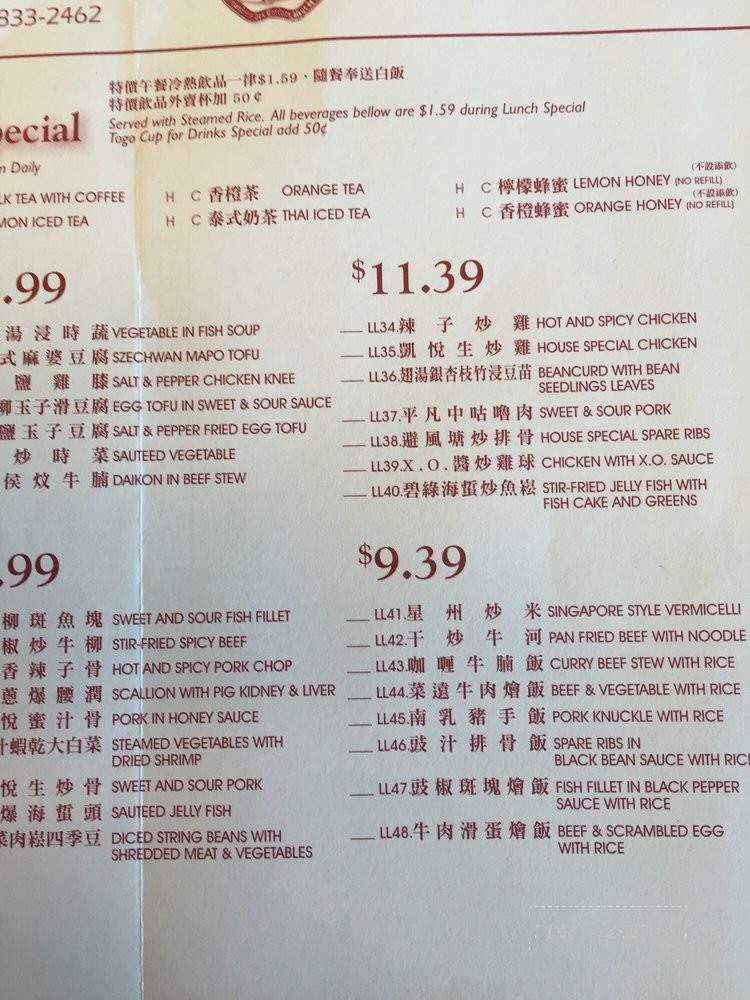 833-2462
特價午餐冷熱飲品一律$1.59、隨餐奉送白飯
特價飲品外賣杯加 50¢
Served with Steamed Rice. All beverages bellow are $1.59 during Lunch Special
Togo Cup for Drinks Special add 50¢
pecial
n Daily
LK TEA WITH COFFEE
MON ICED TEA
H C 香橙茶 ORANGE TEA
H C 泰式奶茶 THAI ICED TEA
(不設添飲)
H C 檸檬蜂蜜 LEMON HONEY (NO REFILL)
(不設添飲)
H C 香橙蜂蜜 ORANGE HONEY (NO REFILL)
.99
湯浸時蔬 VEGETABLE IN FISH SOUP
式麻婆豆腐 SZECHWAN MAPO TOFU
鹽雞膝 SALT & PEPPER CHICKEN KNEE
柳玉子滑豆腐 EGG TOFU IN SWEET & SOUR SAUCE
鹽玉子豆腐 SALT & PEPPER FRIED EGG TOFU
炒時菜 SAUTEED VEGETABLE
侯炆牛腩 DAIKON IN BEEF STEW
$11.39
LL34.辣子炒雞 HOT AND SPICY CHICKEN
LL35.凱悅生炒雞 HOUSE SPECIAL CHICKEN
LL36.翅湯銀杏枝竹浸豆苗 BEANCURD WITH BEAN
SEEDLINGS LEAVES
LL37.平凡中咕嚕肉 SWEET & SOUR PORK
LL38.避風塘炒排骨 HOUSE SPECIAL SPARE RIBS
LL39.X.O.醬炒雞球 CHICKEN WITH X.O. SAUCE
LL40.碧綠海蜇炒魚崧 STIR-FRIED JELLY FISH WITH
FISH CAKE AND GREENS
.99
柳斑魚塊 SWEET AND SOUR FISH FILLET
椒炒牛柳 STIR-FRIED SPICY BEEF
香辣子骨 HOT AND SPICY PORK CHOP
蔥爆腰潤 SCALLION WITH PIG KIDNEY & LIVER
悅蜜汁骨 PORK IN HONEY SAUCE
汁蝦乾大白菜 STEAMED VEGETABLES WITH
DRIED SHRIMP
悅生炒骨 SWEET AND SOUR PORK
爆海蜇頭 SAUTEED JELLY FISH
菜肉崧四季豆 DICED STRING BEANS WITH
SHREDDED MEAT & VEGETABLES
$9.39
LL41.星州炒米 SINGAPORE STYLE VERMICELLI
LL42.干炒牛河 PAN FRIED BEEF WITH NOODLE
LL43.咖喱牛腩飯 CURRY BEEF STEW WITH RICE
LL44.菜遠牛肉燴飯 BEEF & VEGETABLE WITH RICE
LL45.南乳豬手飯 PORK KNUCKLE WITH RICE
LL46.豉汁排骨飯 SPARE RIBS IN
BLACK BEAN SAUCE WITH RIC
LL47.豉椒斑塊燴飯 FISH FILLET IN BLACK PEPPER
SAUCE WITH RICE
LL48.牛肉滑蛋燴飯 BEEF & SCRAMBLED EGG
WITH RICE